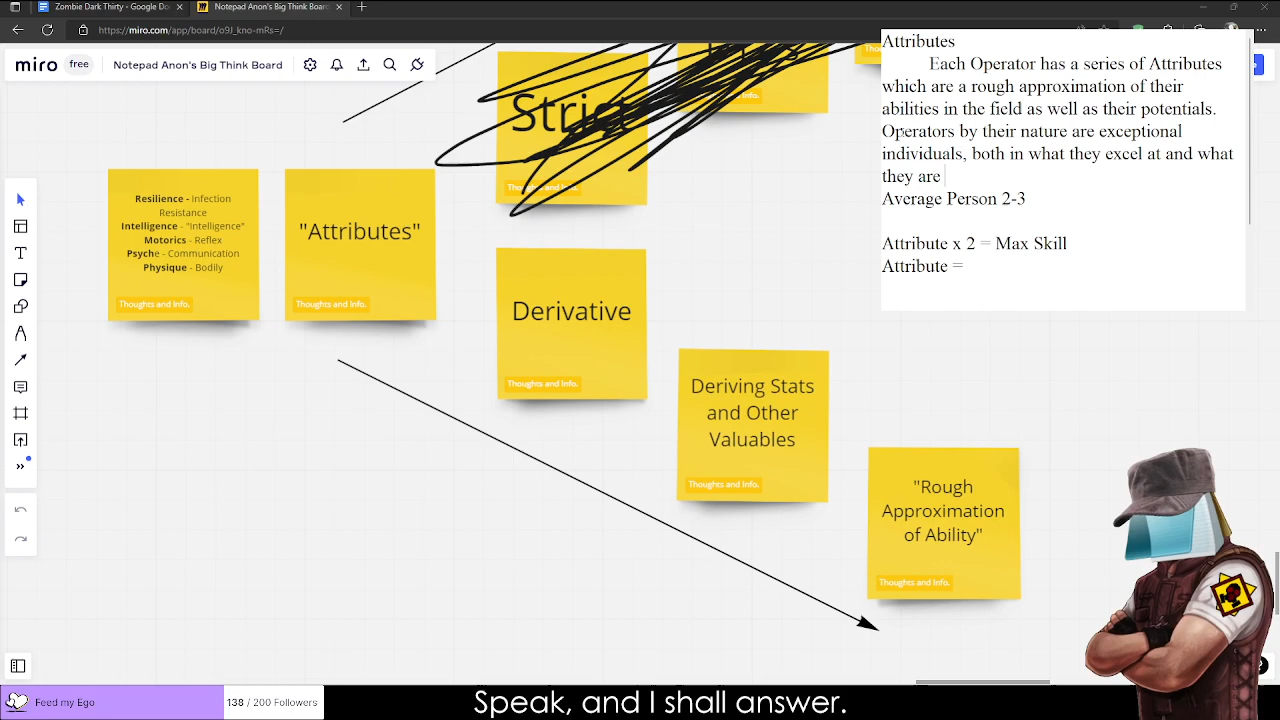 Zombie Dark Thirty - Google Doc
Notepad Anon's Big Think Board
https://miro.com/app/board/o9J_kno-mRs=/
miro
free
Notepad Anon's Big Think Board
Thoughts and Info.
Resilience - Infection
Resistance
Intelligence - "Intelligence"
Motorics - Reflex
Psyche - Communication
Physique - Bodily
Thoughts and Info.
"Attributes"
Thoughts and Info.
Derivative
Thoughts and Info.
Deriving Stats
and Other
Valuables
Thoughts and Info.
"Rough
Approximation
of Ability"
Thoughts and Info.
Attributes
Each Operator has a series of Attributes
which are a rough approximation of their
abilities in the field as well as their potentials.
Operators by their nature are exceptional
individuals, both in what they excel at and what
they are
Average Person 2-3
Attribute x 2 = Max Skill
Attribute =
Feed my Ego
138 / 200 Followers
Speak, and I shall answer.